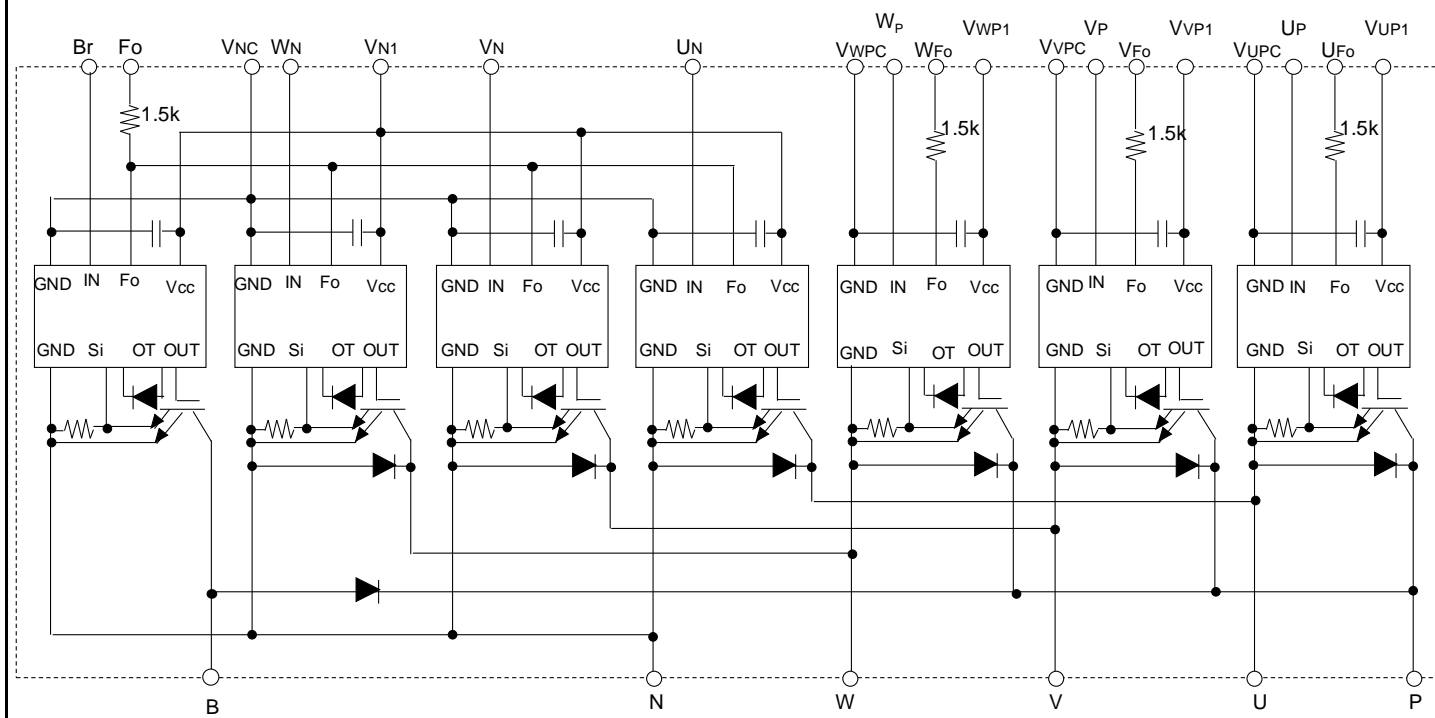 Br Fo VNC WN VN1 VN UN VWPC WP WFo VWP1 VVPC VP VFo VVP1 VUPC UP UFo VUP1
1.5k 1.5k 1.5k 1.5k
GND IN Fo Vcc GND IN Fo Vcc GND IN Fo Vcc GND IN Fo Vcc GND IN Fo Vcc GND IN Fo Vcc GND IN Fo Vcc
GND Si OT OUT GND Si OT OUT GND Si OT OUT GND Si OT OUT GND Si OT OUT GND Si OT OUT GND Si OT OUT
B N W V U P